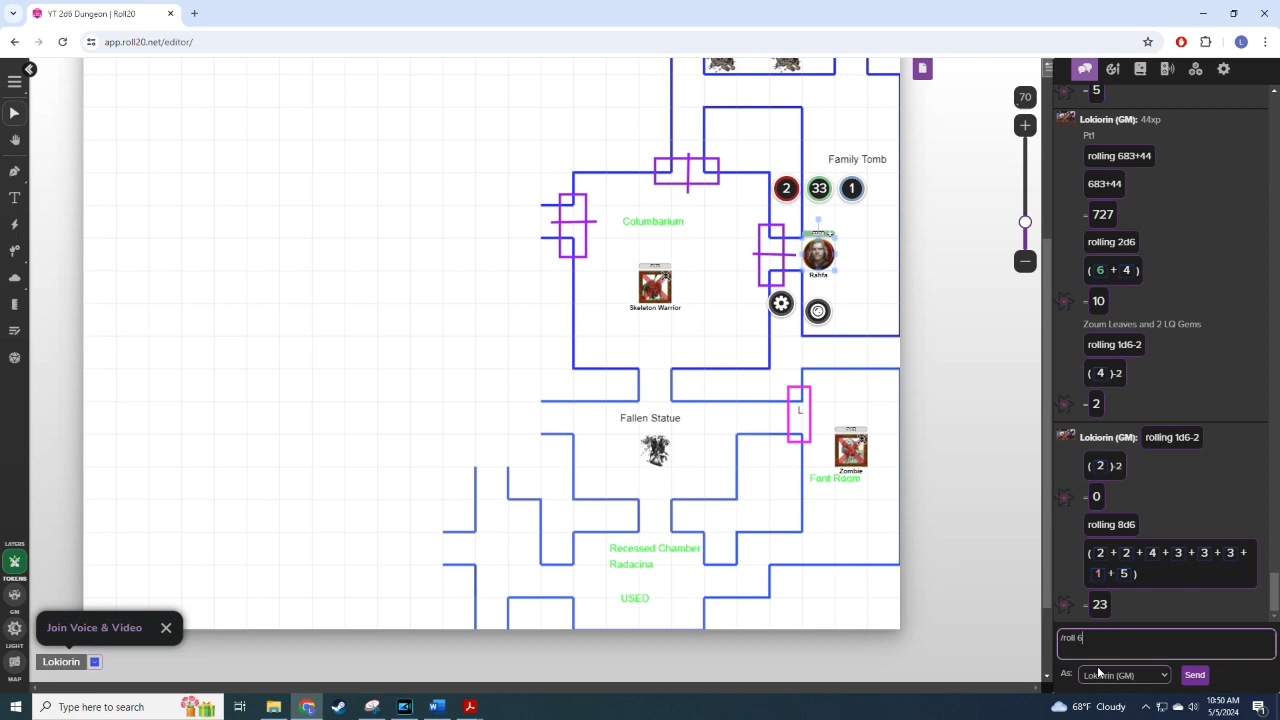 YT 2d6 Dungeon | Roll20
app.roll20.net/editor/
L
70
Family Tomb
2 33 1
Columbarium
Rahfa
Skeleton Warrior
Fallen Statue
L
Zombie
Font Room
Recessed Chamber
Radacina
USED
LAYERS
TOKENS
GM
LIGHT
MAP
Join Voice & Video
Lokiorin
= 5
Lokiorin (GM): 44xp
Pt1
rolling 683+44
683+44
= 727
rolling 2d6
( 6 + 4 )
= 10
Zoum Leaves and 2 LQ Gems
rolling 1d6-2
( 4 )-2
= 2
Lokiorin (GM): rolling 1d6-2
( 2 )-2
= 0
rolling 8d6
( 2 + 2 + 4 + 3 + 3 + 3 +
1 + 5 )
= 23
/roll 6
As: Lokiorin (GM) Send
Type here to search
68°F Cloudy
10:50 AM
5/5/2024